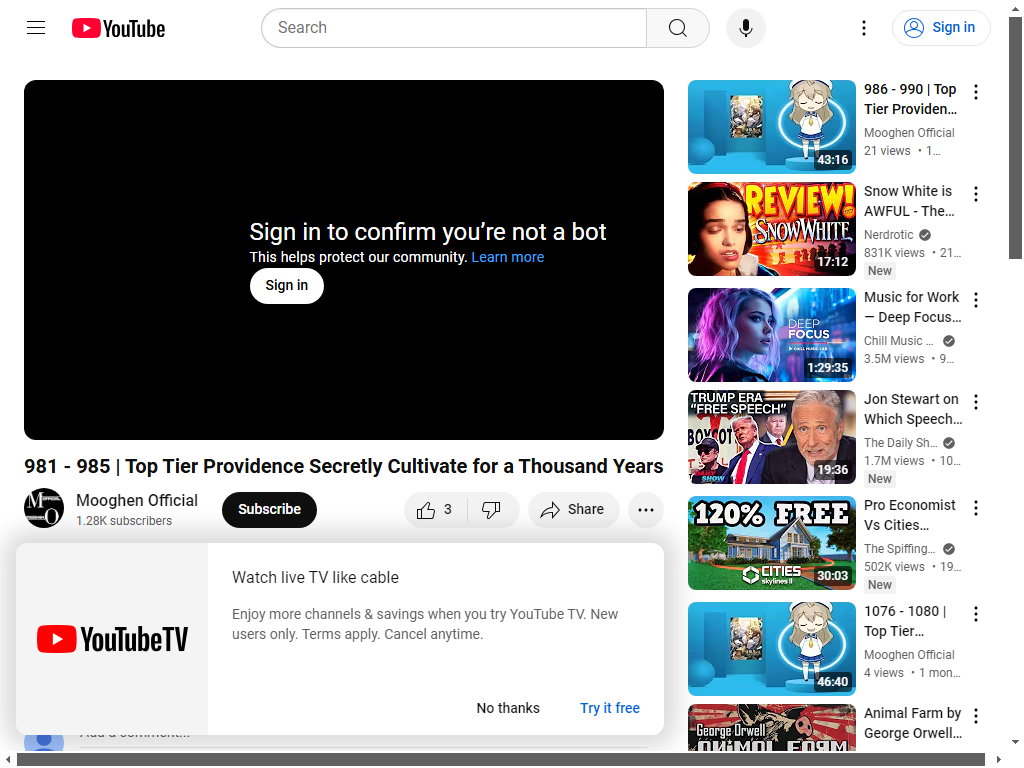 YouTube
Search
Sign in
Sign in to confirm you’re not a bot
This helps protect our community. Learn more
Sign in
981 - 985 | Top Tier Providence Secretly Cultivate for a Thousand Years
Mooghen Official
1.28K subscribers
Subscribe
3
Share
YouTubeTV
Watch live TV like cable
Enjoy more channels & savings when you try YouTube TV. New
users only. Terms apply. Cancel anytime.
No thanks
Try it free
Add a comment...
43:16
986 - 990 | Top
Tier Providen…
Mooghen Official
21 views • 1…
REVIEW!
SNOW WHITE
17:12
Snow White is
AWFUL - The…
Nerdrotic
831K views • 21…
New
DEEP
FOCUS
CHILL MUSIC LAB
1:29:35
Music for Work
— Deep Focus…
Chill Music …
3.5M views • 9…
TRUMP ERA
“FREE SPEECH”
BOYCOT
DAILY
SHOW
19:36
Jon Stewart on
Which Speech…
The Daily Sh…
1.7M views • 10…
New
120% FREE
CITIES
skylines II
30:03
Pro Economist
Vs Cities…
The Spiffing…
502K views • 19…
New
46:40
1076 - 1080 |
Top Tier…
Mooghen Official
4 views • 1 mon…
George Orwell
ANIMAL FARM
Animal Farm by
George Orwell…